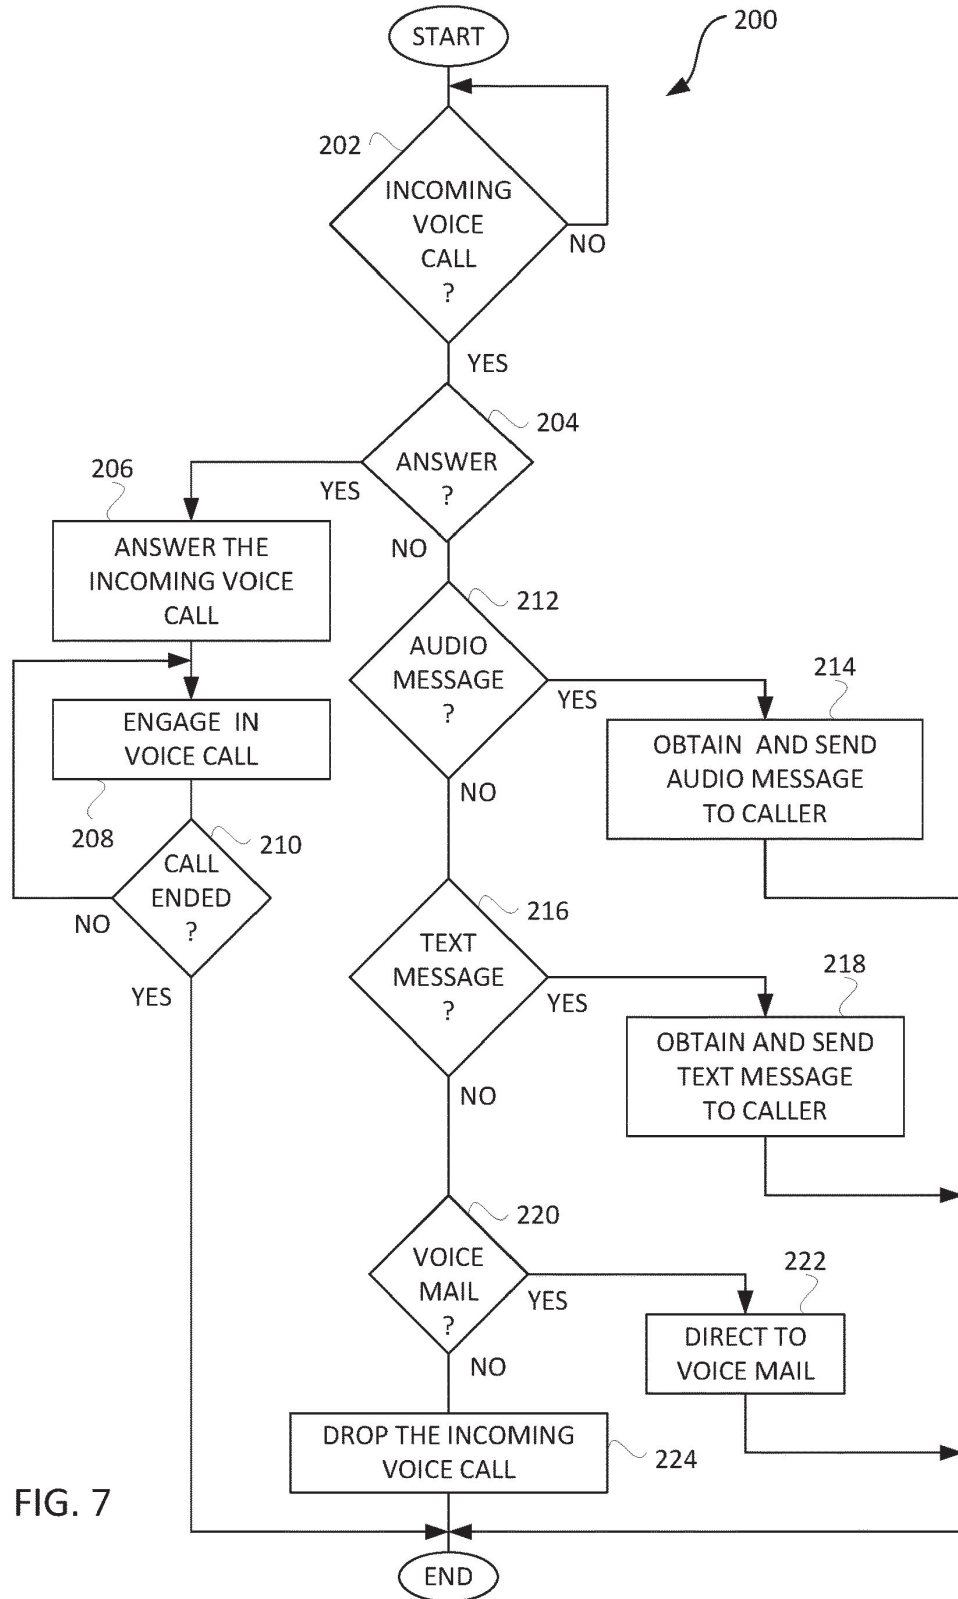 START
200
202
INCOMING
VOICE
CALL
?
NO
YES
204
ANSWER
?
YES
NO
206
ANSWER THE
INCOMING VOICE
CALL
212
AUDIO
MESSAGE
?
YES
NO
214
OBTAIN AND SEND
AUDIO MESSAGE
TO CALLER
ENGAGE IN
VOICE CALL
208
210
CALL
ENDED
?
NO
YES
216
TEXT
MESSAGE
?
YES
NO
218
OBTAIN AND SEND
TEXT MESSAGE
TO CALLER
220
VOICE
MAIL
?
YES
NO
222
DIRECT TO
VOICE MAIL
DROP THE INCOMING
VOICE CALL
224
FIG. 7
END